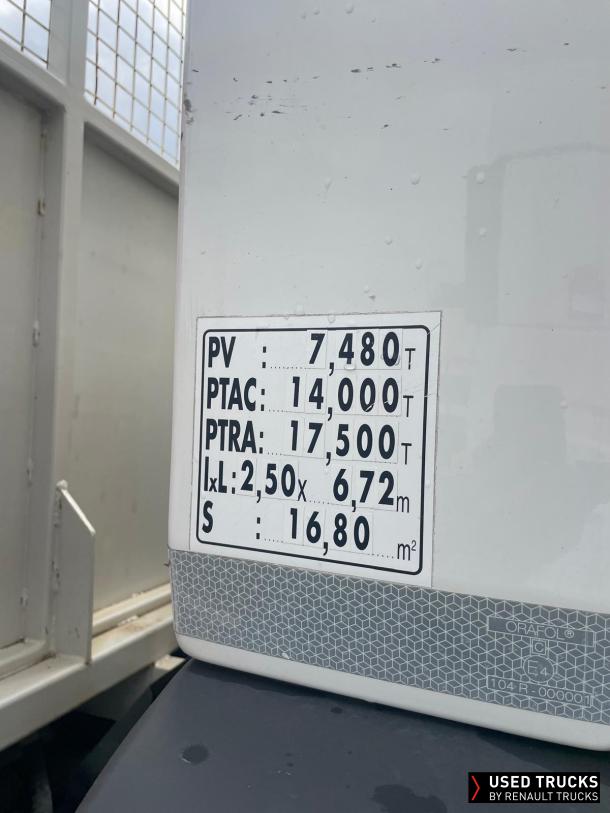 PV : 7,480 T
PTAC: 14,000 T
PTRA: 17,500 T
lxL: 2,50 x 6,72 m
S : 16,80 m²
ORAFOL®
C
E4
104 R - 000001
USED TRUCKS
BY RENAULT TRUCKS